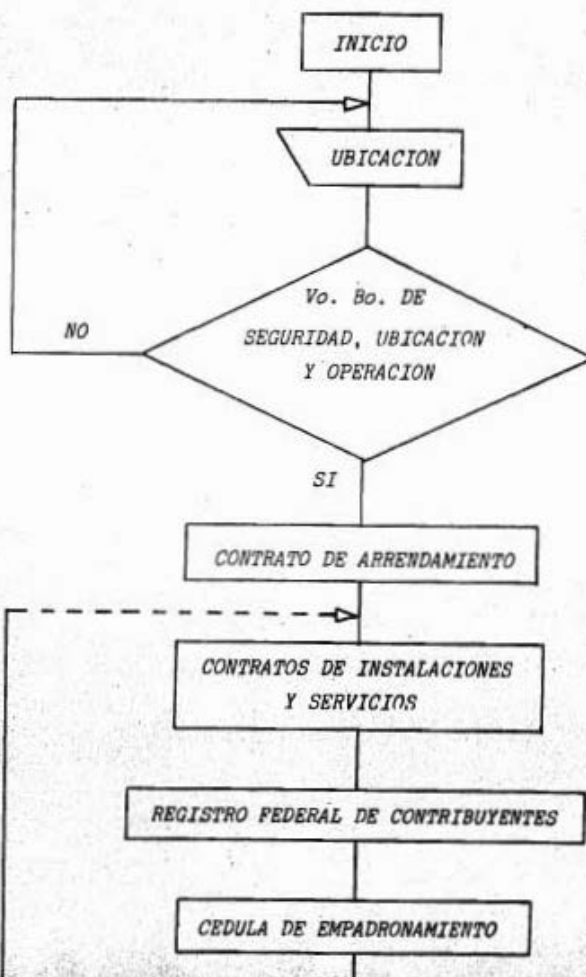 INICIO
UBICACION
Vo. Bo. DE
SEGURIDAD, UBICACION
Y OPERACION
NO
SI
CONTRATO DE ARRENDAMIENTO
CONTRATOS DE INSTALACIONES
Y SERVICIOS
REGISTRO FEDERAL DE CONTRIBUYENTES
CEDULA DE EMPADRONAMIENTO